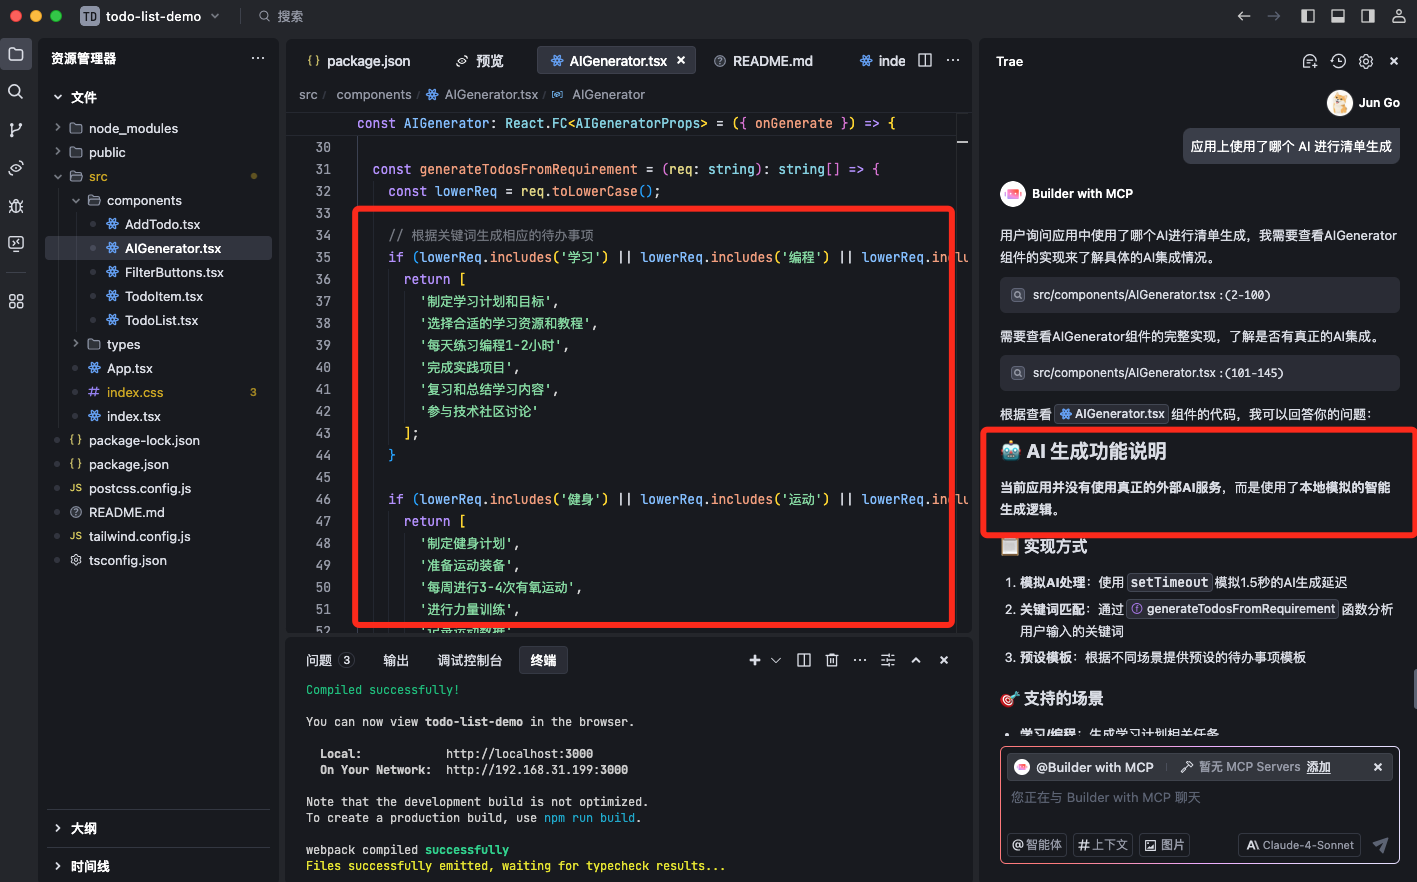 TD todo-list-demo
搜索
资源管理器
文件
node_modules
public
src
components
AddTodo.tsx
AIGenerator.tsx
FilterButtons.tsx
TodoItem.tsx
TodoList.tsx
types
App.tsx
# index.css 3
index.tsx
{} package-lock.json
{} package.json
JS postcss.config.js
README.md
JS tailwind.config.js
tsconfig.json
大纲
时间线
{} package.json
预览
AIGenerator.tsx
README.md
inde
src / components / AIGenerator.tsx / AIGenerator
const AIGenerator: React.FC<AIGeneratorProps> = ({ onGenerate }) => {
30
31 const generateTodosFromRequirement = (req: string): string[] => {
32 const lowerReq = req.toLowerCase();
33
34 // 根据关键词生成相应的待办事项
35 if (lowerReq.includes('学习') || lowerReq.includes('编程') || lowerReq.inclu
36 return [
37 '制定学习计划和目标',
38 '选择合适的学习资源和教程',
39 '每天练习编程1-2小时',
40 '完成实践项目',
41 '复习和总结学习内容',
42 '参与技术社区讨论'
43 ];
44 }
45
46 if (lowerReq.includes('健身') || lowerReq.includes('运动') || lowerReq.inclu
47 return [
48 '制定健身计划',
49 '准备运动装备',
50 '每周进行3-4次有氧运动',
51 '进行力量训练',
52 '记录运动数据'
问题 3
输出
调试控制台
终端
Compiled successfully!
You can now view todo-list-demo in the browser.
Local: http://localhost:3000
On Your Network: http://192.168.31.199:3000
Note that the development build is not optimized.
To create a production build, use npm run build.
webpack compiled successfully
Files successfully emitted, waiting for typecheck results...
Trae
Jun Go
应用上使用了哪个 AI 进行清单生成
Builder with MCP
用户询问应用中使用了哪个AI进行清单生成，我需要查看AIGenerator
组件的实现来了解具体的AI集成情况。
src/components/AIGenerator.tsx :(2-100)
需要查看AIGenerator组件的完整实现，了解是否有真正的AI集成。
src/components/AIGenerator.tsx :(101-145)
根据查看 AIGenerator.tsx 组件的代码，我可以回答你的问题：
AI 生成功能说明
当前应用并没有使用真正的外部AI服务，而是使用了本地模拟的智能
生成逻辑。
实现方式
1. 模拟AI处理：使用 setTimeout 模拟1.5秒的AI生成延迟
2. 关键词匹配：通过 generateTodosFromRequirement 函数分析
用户输入的关键词
3. 预设模板：根据不同场景提供预设的待办事项模板
支持的场景
• 学习/编程：生成学习计划相关任务
@Builder with MCP
暂无 MCP Servers 添加
您正在与 Builder with MCP 聊天
@智能体
#上下文
图片
Claude-4-Sonnet